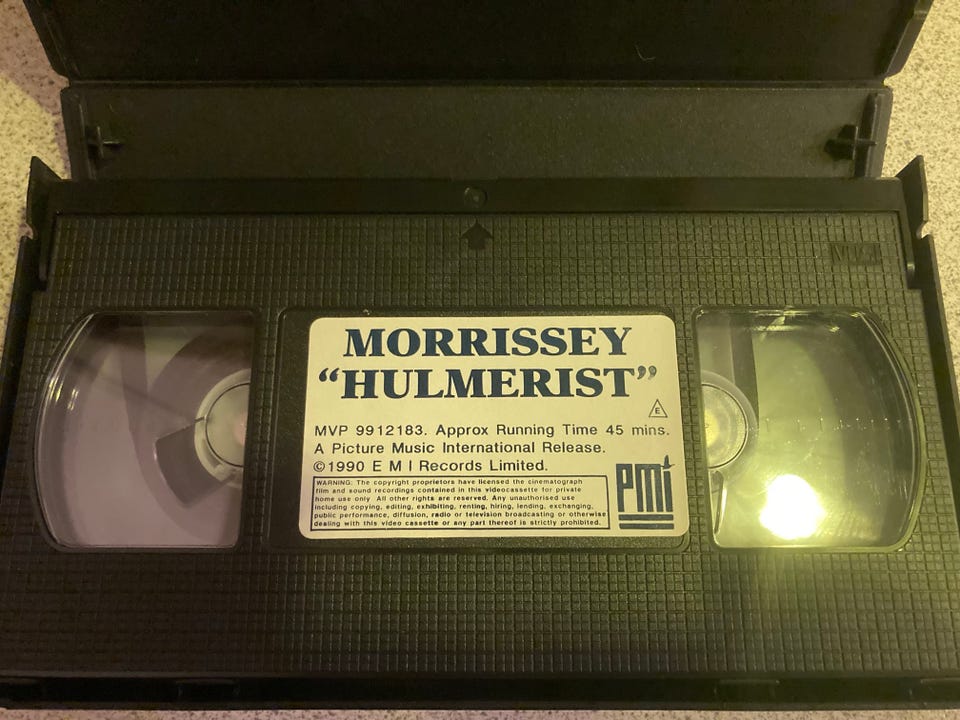 MORRISSEY
“HULMERIST”
E
MVP 9912183. Approx Running Time 45 mins.
A Picture Music International Release.
©1990 E M I Records Limited.
WARNING: The copyright proprietors have licensed the cinematograph
film and sound recordings contained in this videocassette for private
home use only All other rights are reserved. Any unauthorised use
including copying, editing, exhibiting, renting, hiring, lending, exchanging,
public performance, diffusion, radio or television broadcasting or otherwise
dealing with this video cassette or any part thereof is strictly prohibited.
PMI